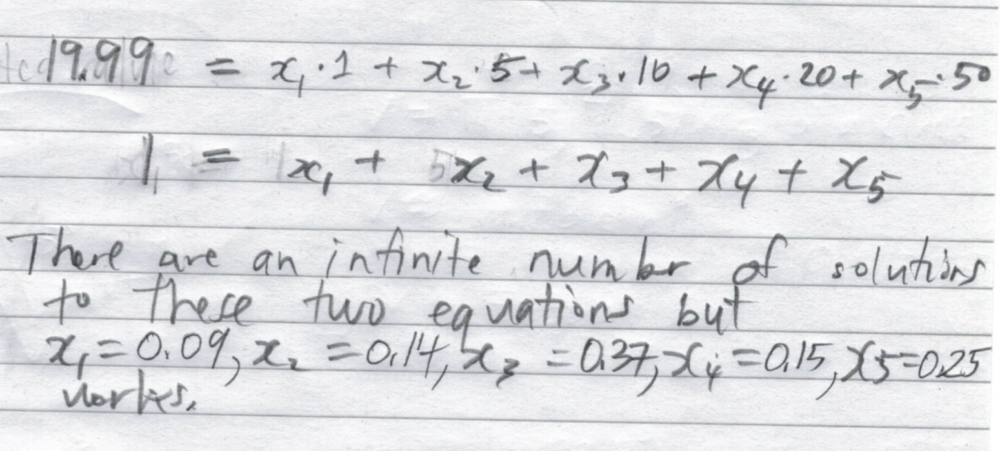 19.99 = x₁·1 + x₂·5+ x₃·10 + x₄·20+ x₅·50
1 = x₁ + x₂ + x₃ + x₄ + x₅
There are an infinite number of solutions
to these two equations but
x₁=0.09, x₂ =0.14, x₃ =0.37, x₄=0.15, x5=0.25
works.